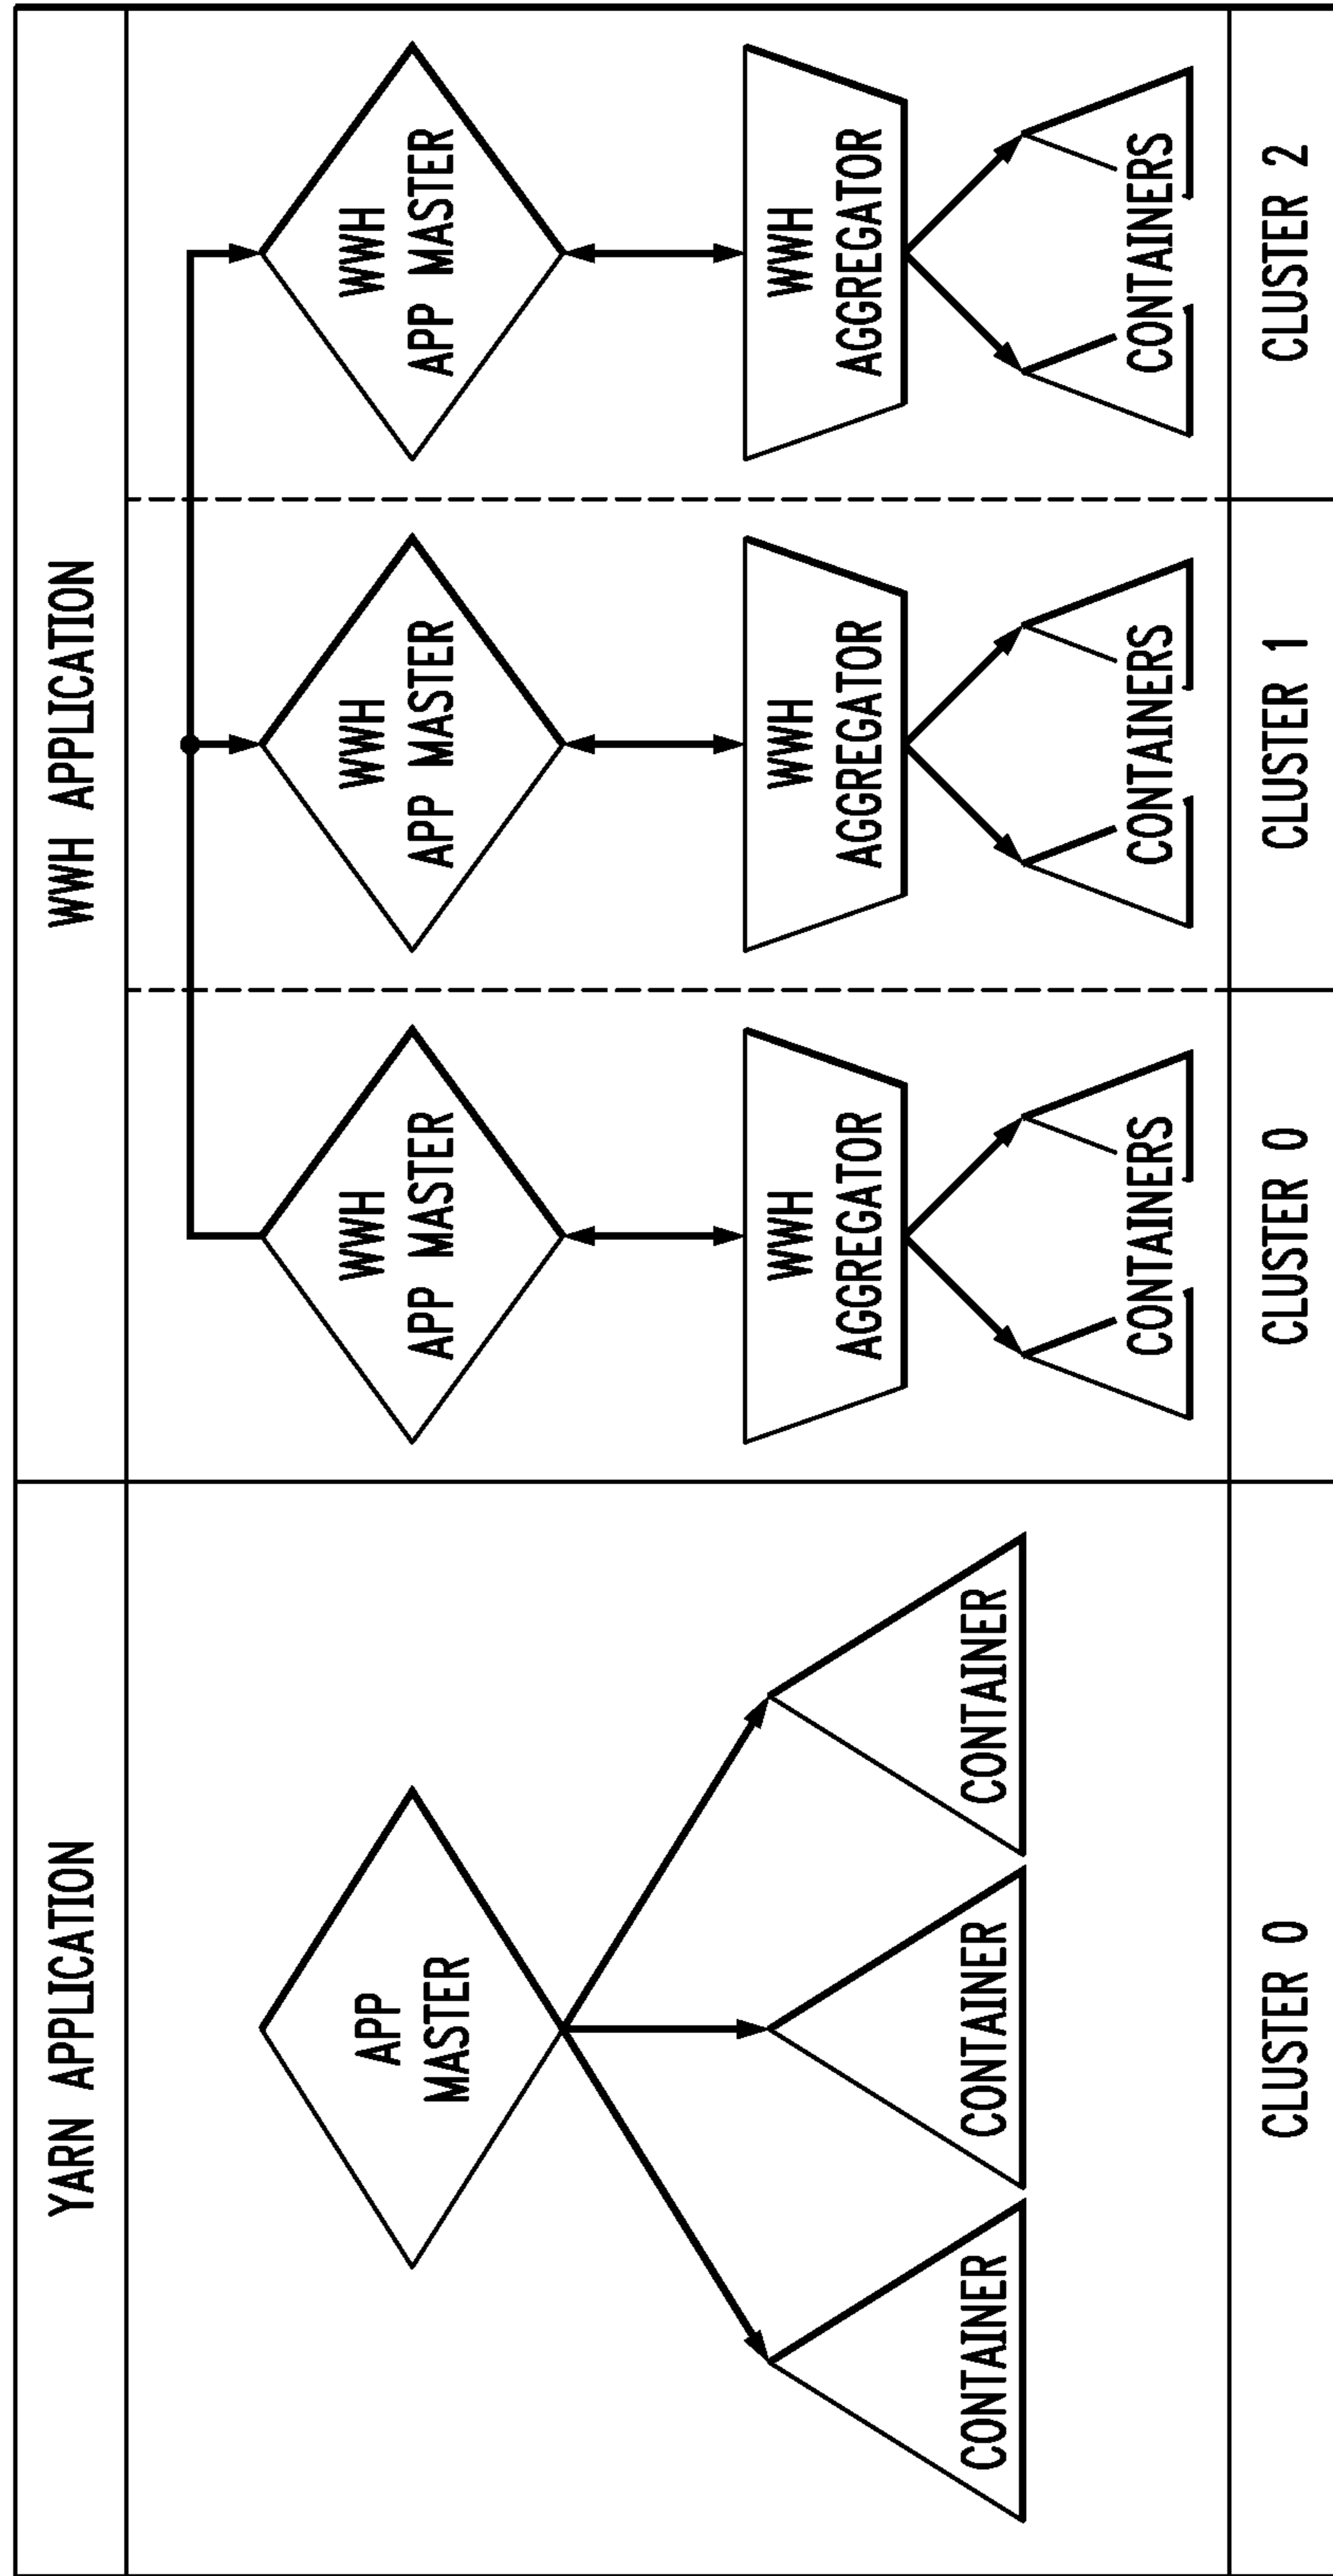 YARN APPLICATION
WWH APPLICATION
APP
MASTER
CONTAINER
CONTAINER
CONTAINER
WWH
APP MASTER
WWH
APP MASTER
WWH
APP MASTER
WWH
AGGREGATOR
WWH
AGGREGATOR
WWH
AGGREGATOR
CONTAINERS
CONTAINERS
CONTAINERS
CLUSTER 0
CLUSTER 0
CLUSTER 1
CLUSTER 2